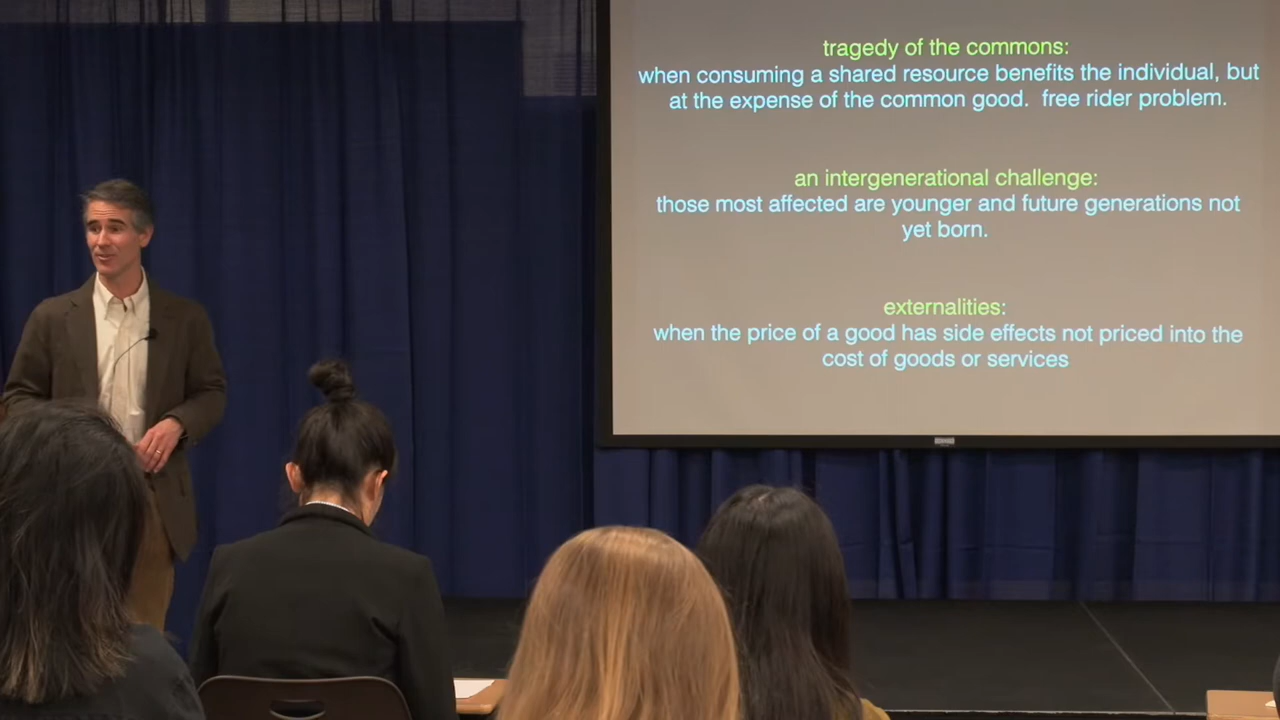 tragedy of the commons:
when consuming a shared resource benefits the individual, but
at the expense of the common good.  free rider problem.
an intergenerational challenge:
those most affected are younger and future generations not
yet born.
externalities:
when the price of a good has side effects not priced into the
cost of goods or services